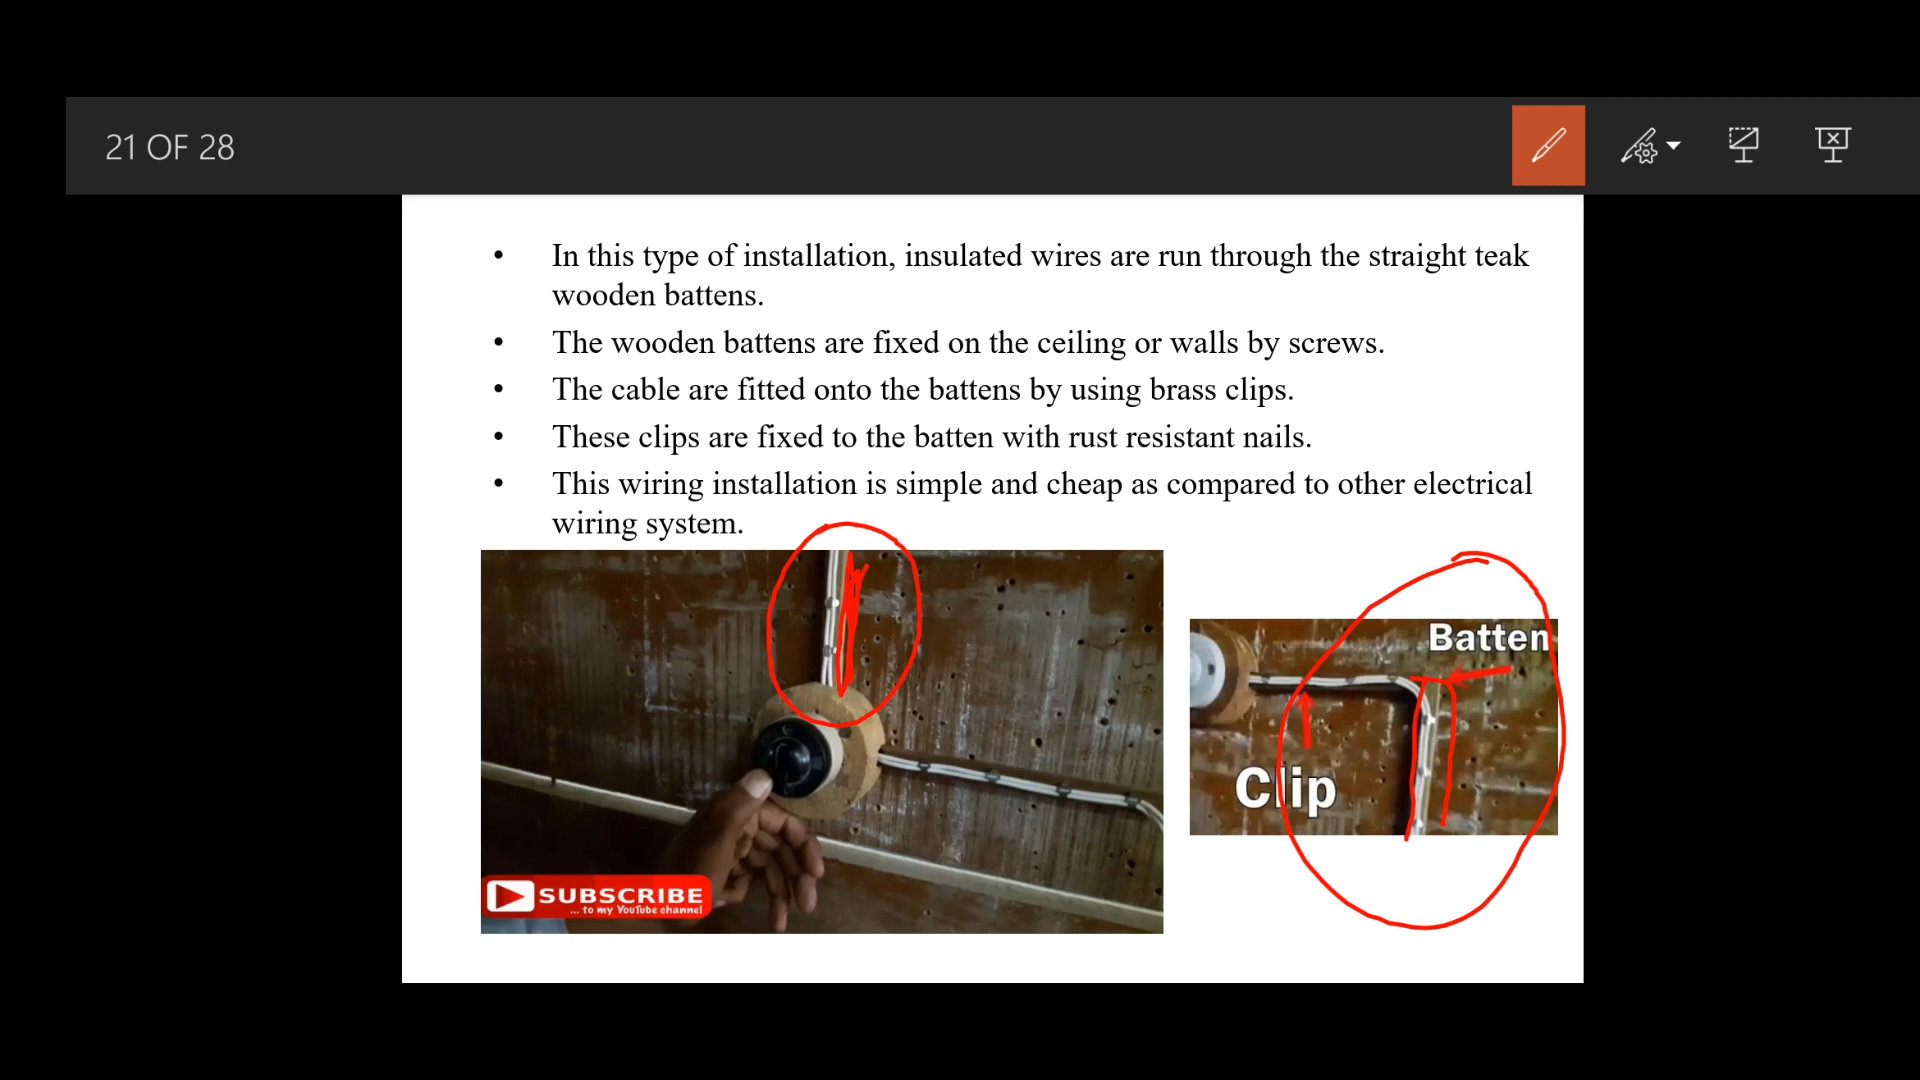 21 OF 28
• In this type of installation, insulated wires are run through the straight teak
wooden battens.
• The wooden battens are fixed on the ceiling or walls by screws.
• The cable are fitted onto the battens by using brass clips.
• These clips are fixed to the batten with rust resistant nails.
• This wiring installation is simple and cheap as compared to other electrical
wiring system.
Batten
Clip
SUBSCRIBE
... to my YouTube channel